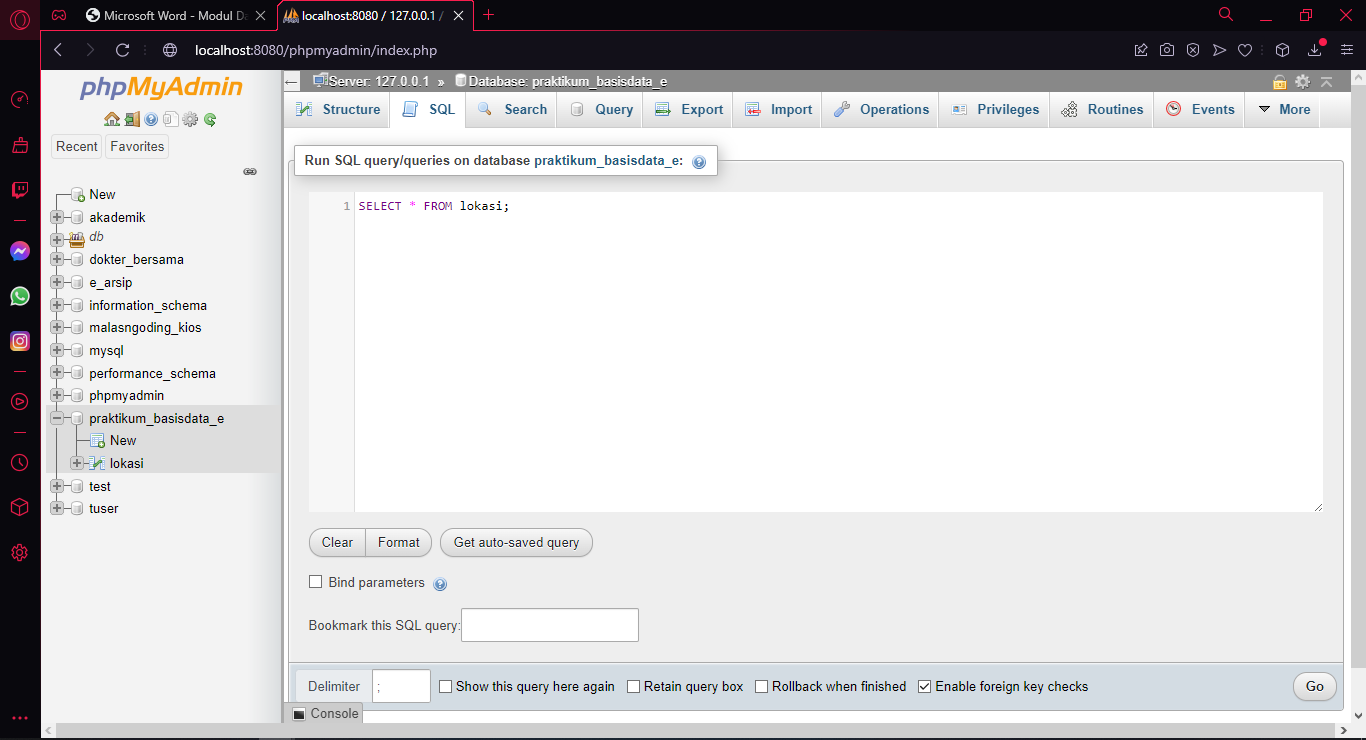 Microsoft Word - Modul Da
localhost:8080 / 127.0.0.1 /
localhost:8080/phpmyadmin/index.php
phpMyAdmin
Recent
Favorites
New
akademik
db
dokter_bersama
e_arsip
information_schema
malasngoding_kios
mysql
performance_schema
phpmyadmin
praktikum_basisdata_e
New
lokasi
test
tuser
Server: 127.0.0.1 » Database: praktikum_basisdata_e
Structure
SQL
Search
Query
Export
Import
Operations
Privileges
Routines
Events
More
Run SQL query/queries on database praktikum_basisdata_e:
1 SELECT * FROM lokasi;
Clear
Format
Get auto-saved query
Bind parameters
Bookmark this SQL query:
Delimiter
;
Show this query here again
Retain query box
Rollback when finished
Enable foreign key checks
Go
Console